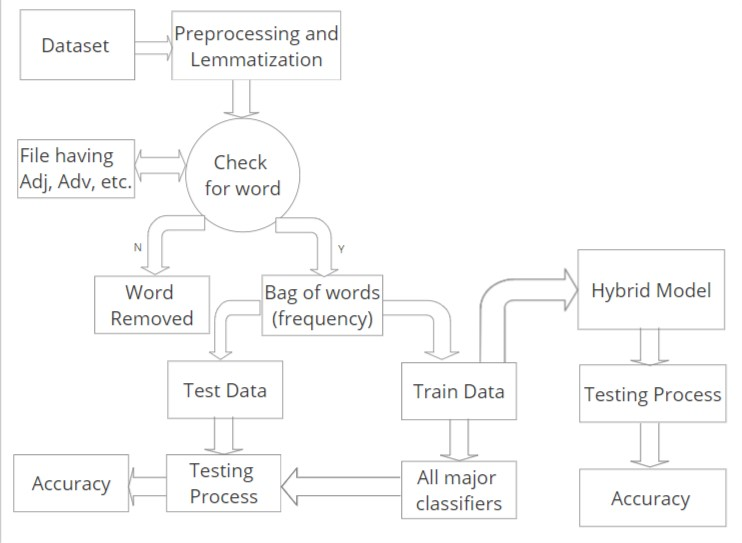 Dataset
Preprocessing and
Lemmatization
File having
Adj, Adv, etc.
Check
for word
N
Y
Word
Removed
Bag of words
(frequency)
Hybrid Model
Test Data
Train Data
Testing Process
Accuracy
Testing
Process
All major
classifiers
Accuracy